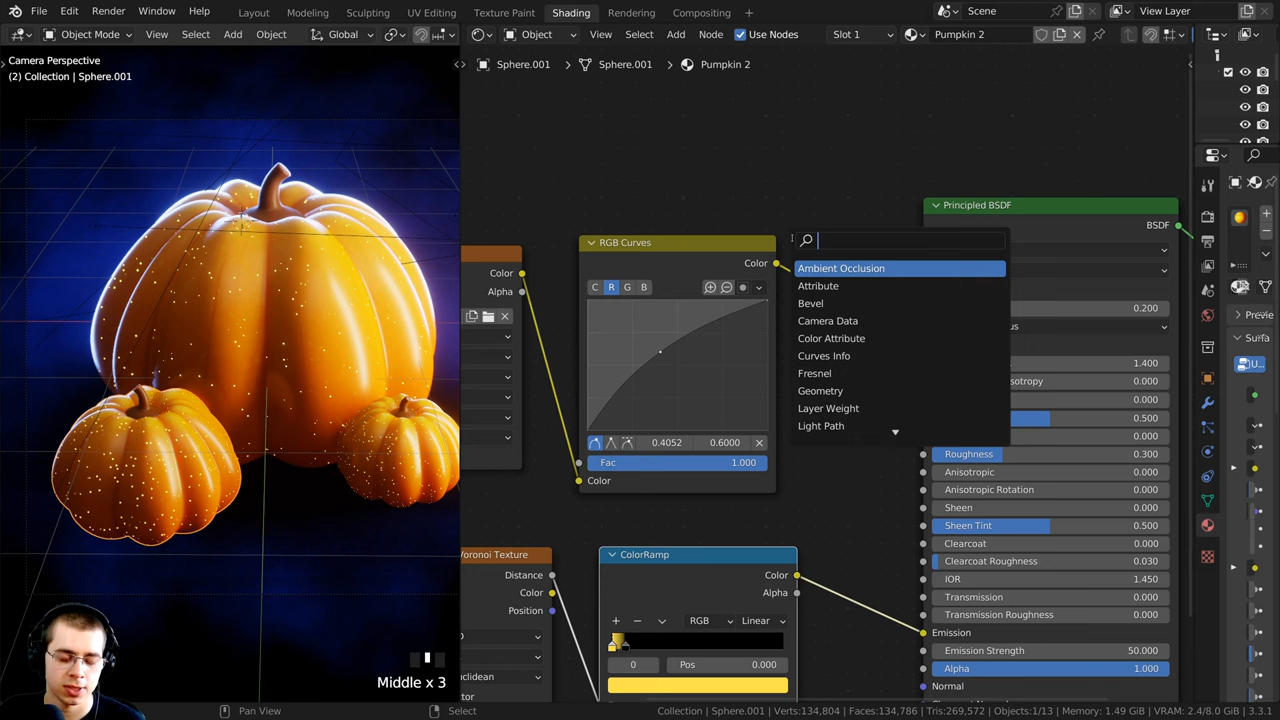 File Edit Render Window Help Layout Modeling Sculpting UV Editing Texture Paint Shading Rendering Compositing Scene View Layer
Object Mode View Select Add Object Global Object View Select Add Node Use Nodes Slot 1 Pumpkin 2
Camera Perspective
(2) Collection | Sphere.001
Sphere.001 > Sphere.001 > Pumpkin 2
Principled BSDF
BSDF
RGB Curves
Color
C R G B
0.4052 0.6000
Fac 1.000
Color
Color
Alpha
Ambient Occlusion
Attribute
Bevel
Camera Data
Color Attribute
Curves Info
Fresnel
Geometry
Layer Weight
Light Path
0.200
us
1.400
sotropy 0.000
0.000
0.500
0.000
Roughness 0.300
Anisotropic 0.000
Anisotropic Rotation 0.000
Sheen 0.000
Sheen Tint 0.500
Clearcoat 0.000
Clearcoat Roughness 0.030
IOR 1.450
Transmission 0.000
Transmission Roughness 0.000
Emission
Emission Strength 50.000
Alpha 1.000
Normal
Voronoi Texture
Distance
Color
Position
D
uclidean
actor
ColorRamp
Color
Alpha
RGB Linear
0 Pos 0.000
Previe
Surfa
U...
Middle x 3
Pan View Select Collection | Sphere.001 | Verts:134,804 | Faces:134,786 | Tris:269,572 | Objects:1/13 | Memory: 1.49 GiB | VRAM: 2.4/8.0 GiB | 3.3.1